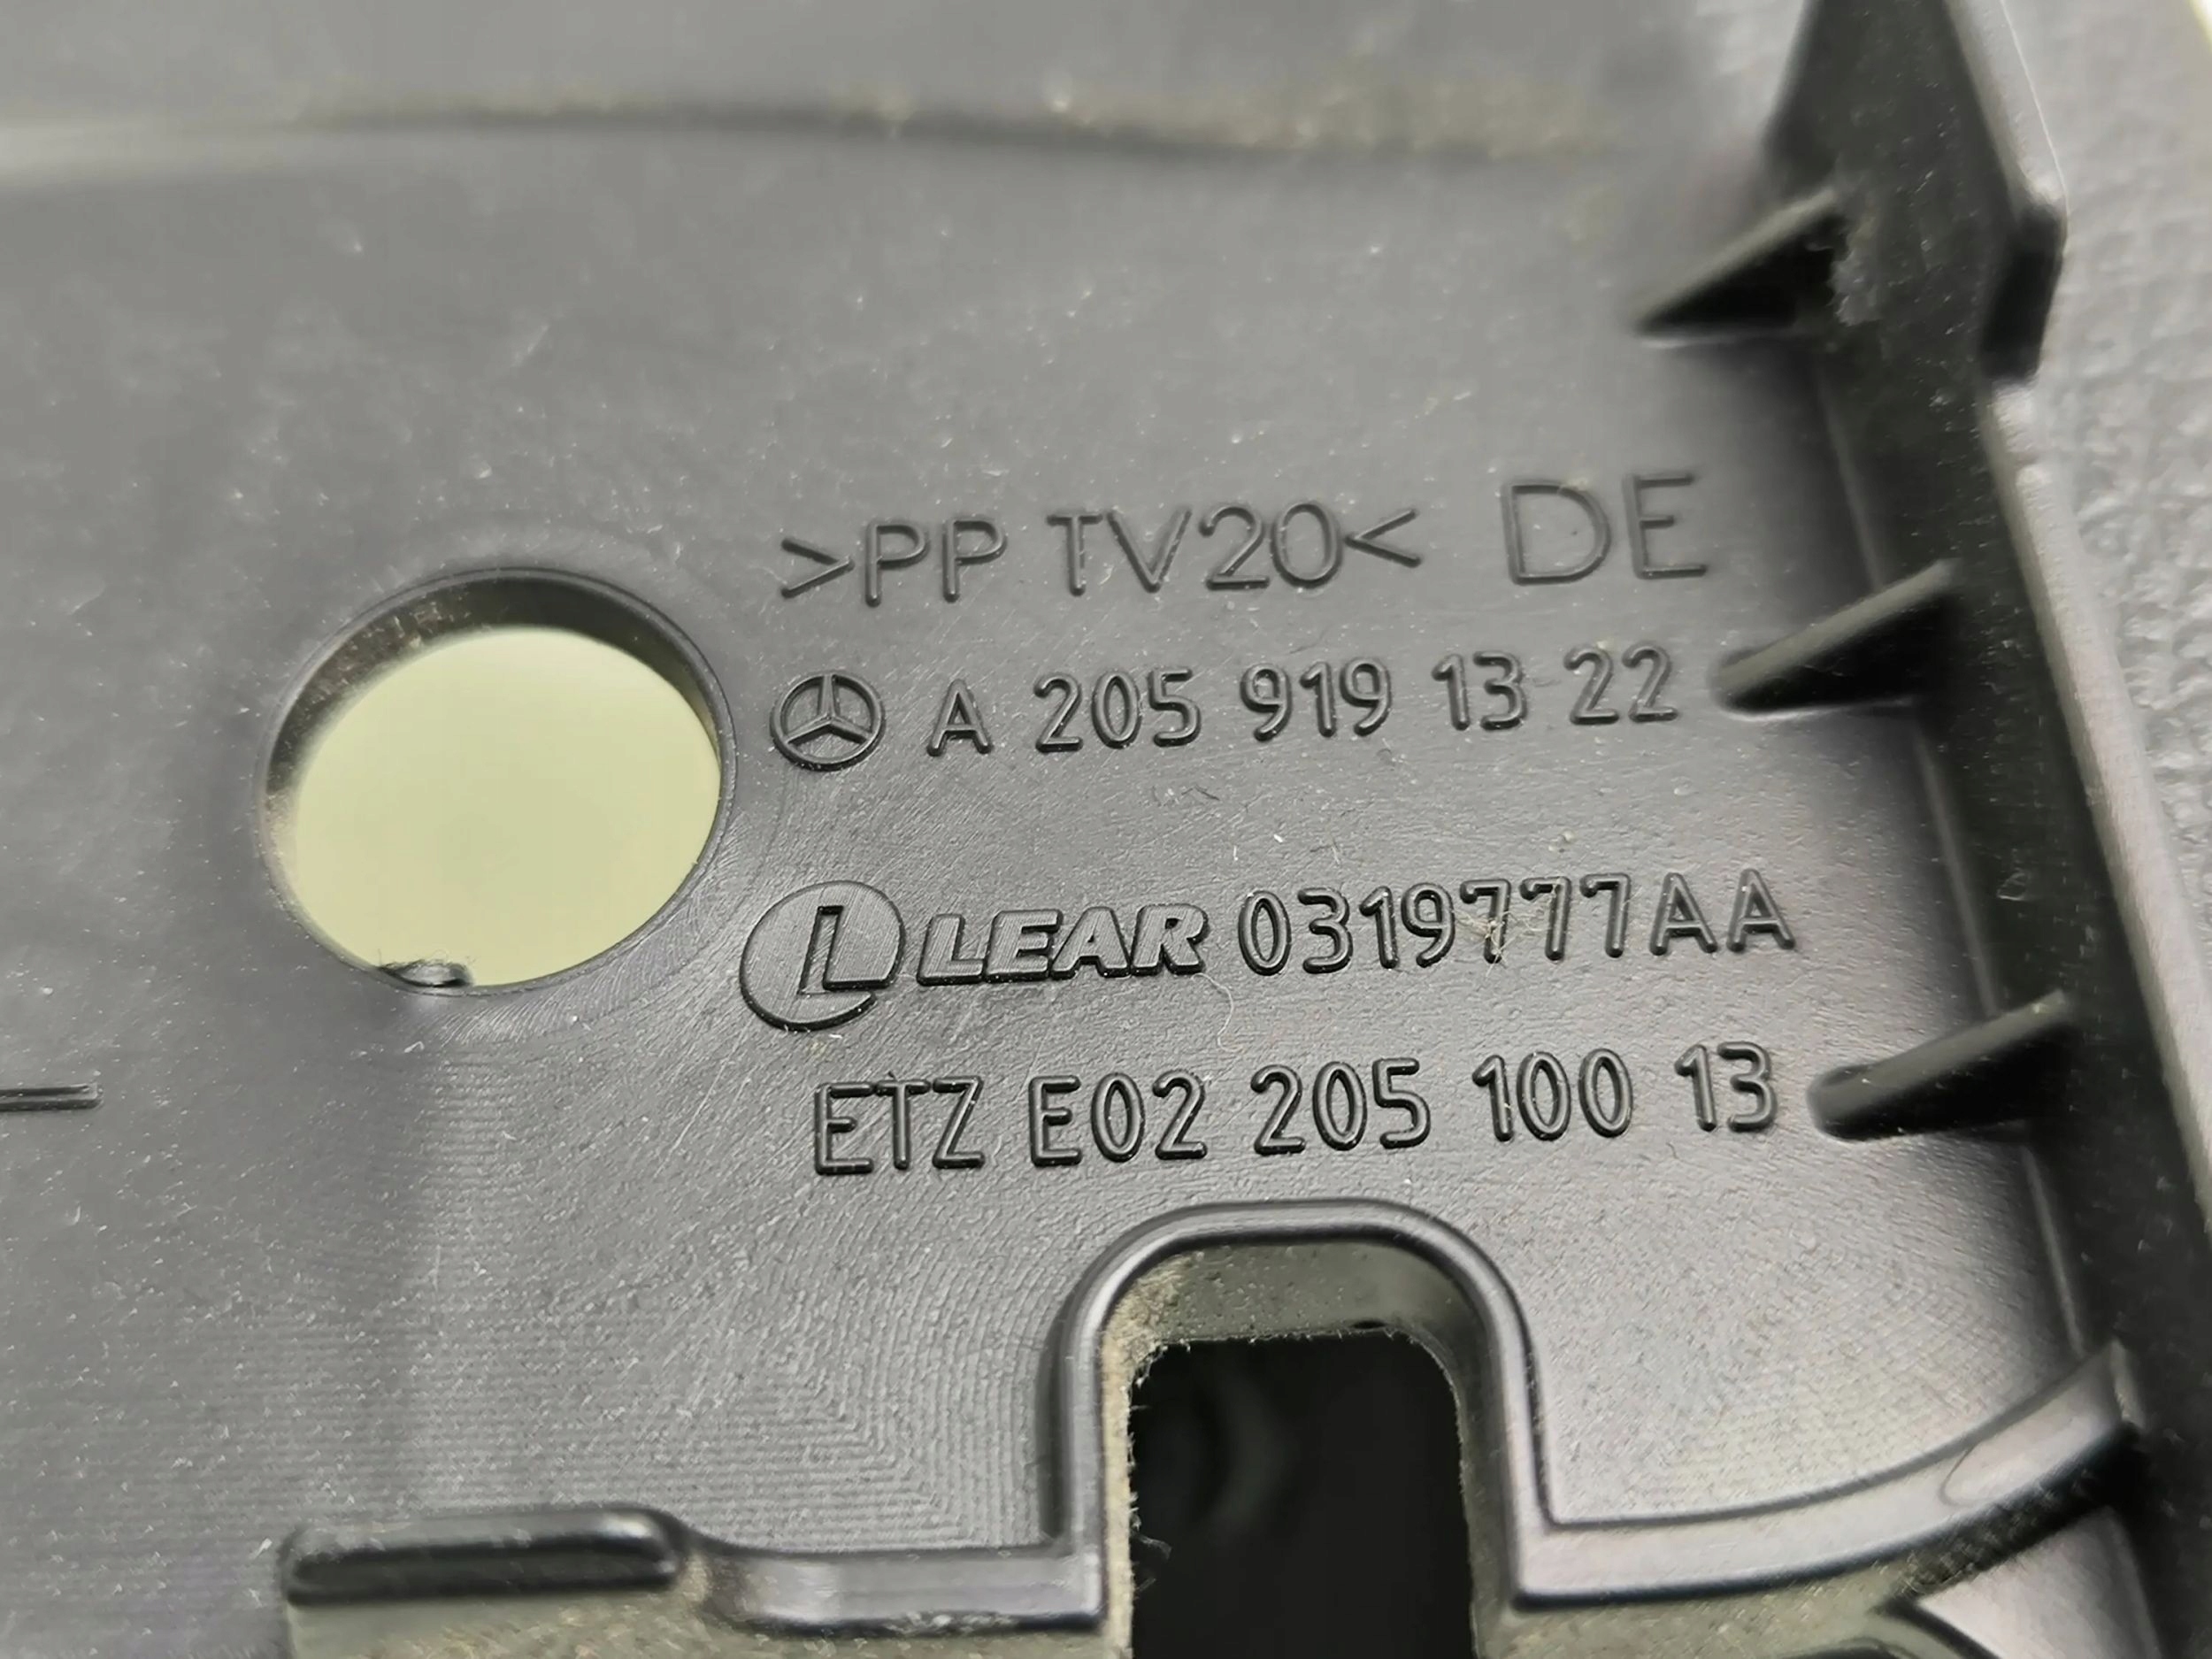 >PP TV20< DE
A 205 919 13 22
L LEAR 0319777AA
ETZ E02 205 100 13